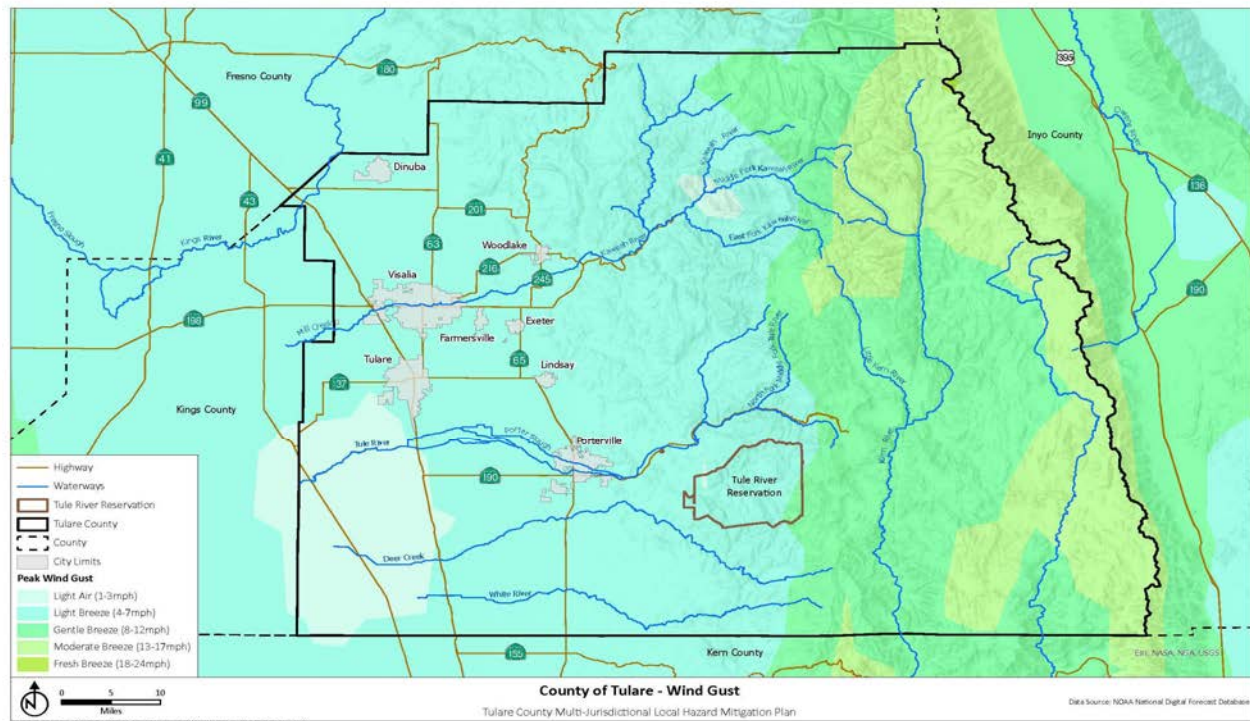 Fresno County
180
99
395
Inyo County
Owens River
41
Dinuba
136
43
201
Middle Fork Kaweah River
Fresno Slough
Kings River
63
East Fork Kaweah River
Woodlake
Kaweah River
216
245
Visalia
190
198
Mill Creek
Exeter
Farmersville
65
Tulare
Lindsay
Little Kern River
137
Kings County
Kern River
Tule River
Porter Slough
Porterville
190
Tule River
Reservation
Deer Creek
White River
155
Kern County
Esri, NASA, NGA, USGS
Highway
Waterways
Tule River Reservation
Tulare County
County
City Limits
Peak Wind Gust
Light Air (1-3mph)
Light Breeze (4-7mph)
Gentle Breeze (8-12mph)
Moderate Breeze (13-17mph)
Fresh Breeze (18-24mph)
N
0 5 10
Miles
County of Tulare - Wind Gust
Tulare County Multi-Jurisdictional Local Hazard Mitigation Plan
Data Source: NOAA National Digital Forecast Database